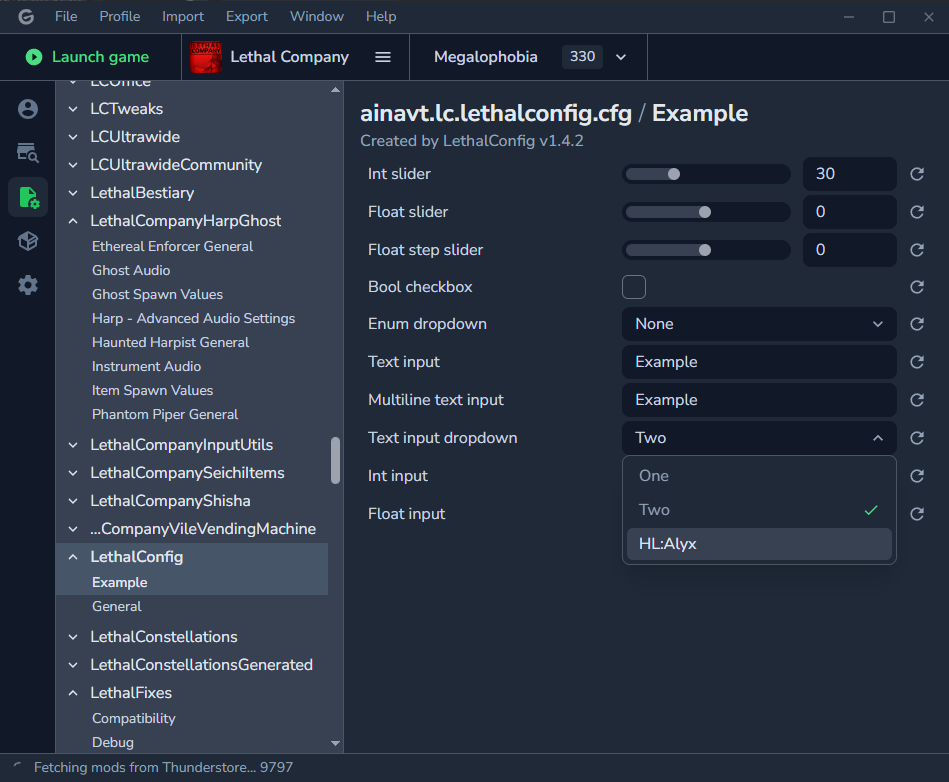 File Profile Import Export Window Help
Launch game
LETHAL COMPANY
Lethal Company
Megalophobia 330
LCOffice
LCTweaks
LCUltrawide
LCUltrawideCommunity
LethalBestiary
LethalCompanyHarpGhost
Ethereal Enforcer General
Ghost Audio
Ghost Spawn Values
Harp - Advanced Audio Settings
Haunted Harpist General
Instrument Audio
Item Spawn Values
Phantom Piper General
LethalCompanyInputUtils
LethalCompanySeichiItems
LethalCompanyShisha
...CompanyVileVendingMachine
LethalConfig
Example
General
LethalConstellations
LethalConstellationsGenerated
LethalFixes
Compatibility
Debug
ainavt.lc.lethalconfig.cfg / Example
Created by LethalConfig v1.4.2
Int slider 30
Float slider 0
Float step slider 0
Bool checkbox
Enum dropdown None
Text input Example
Multiline text input Example
Text input dropdown Two
Int input
Float input
One
Two
HL:Alyx
Fetching mods from Thunderstore... 9797